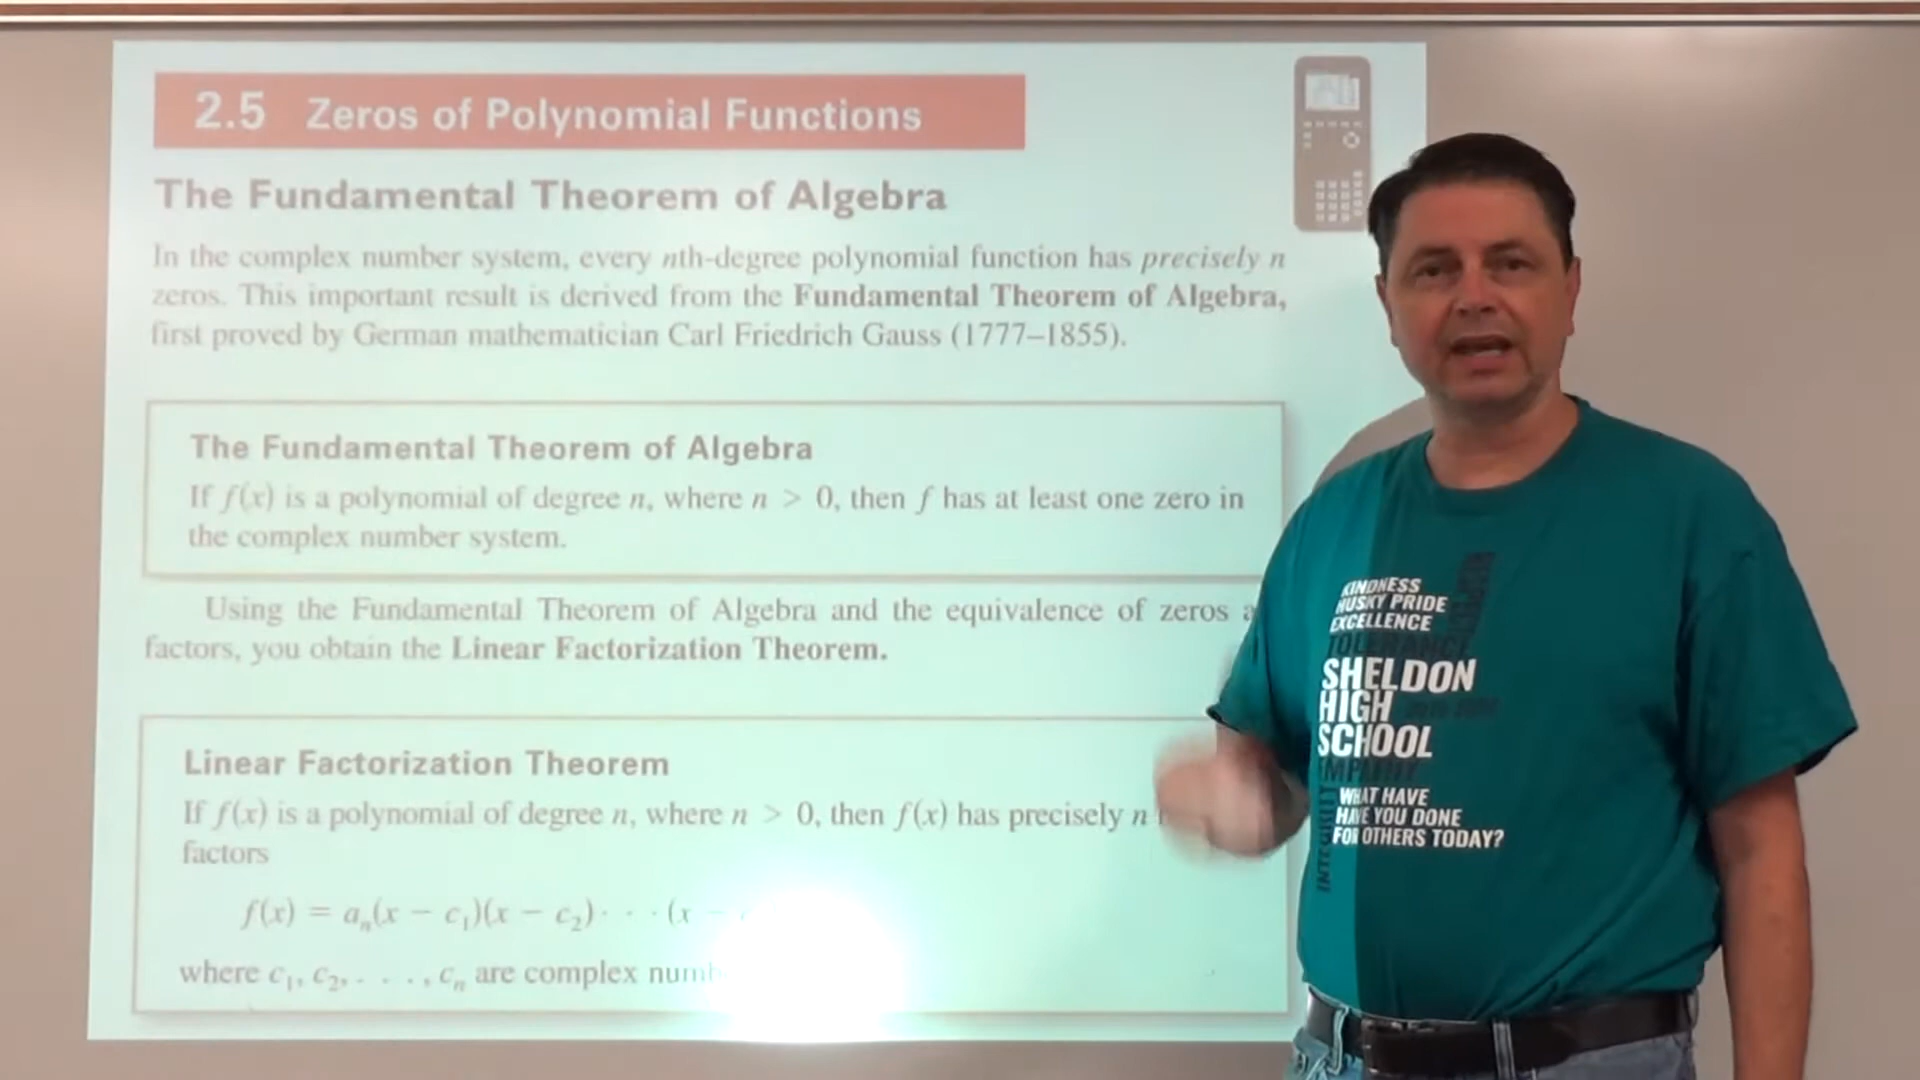 2.5 Zeros of Polynomial Functions
The Fundamental Theorem of Algebra
In the complex number system, every nth-degree polynomial function has precisely n
zeros. This important result is derived from the Fundamental Theorem of Algebra,
first proved by German mathematician Carl Friedrich Gauss (1777–1855).
The Fundamental Theorem of Algebra
If f(x) is a polynomial of degree n, where n > 0, then f has at least one zero in
the complex number system.
Using the Fundamental Theorem of Algebra and the equivalence of zeros
factors, you obtain the Linear Factorization Theorem.
Linear Factorization Theorem
If f(x) is a polynomial of degree n, where n > 0, then f(x) has precisely n
factors
f(x) = aₙ(x − c₁)(x − c₂) · · · (x −
where c₁, c₂, . . . , cₙ are complex
KINDNESS
HUSKY PRIDE
EXCELLENCE
TOLERANCE
SHELDON
HIGH
SCHOOL
WHAT HAVE
HAVE YOU DONE
FOR OTHERS TODAY?
INTEGRITY
RESPECT